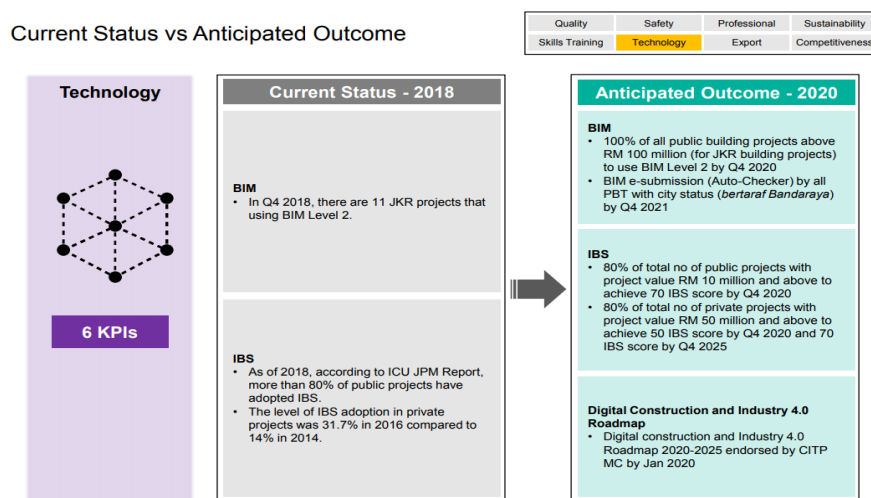 Current Status vs Anticipated Outcome
Quality Safety Professional Sustainability
Skills Training Technology Export Competitiveness
Technology
6 KPIs
Current Status - 2018
BIM
• In Q4 2018, there are 11 JKR projects that
using BIM Level 2.
IBS
• As of 2018, according to ICU JPM Report,
more than 80% of public projects have
adopted IBS.
• The level of IBS adoption in private
projects was 31.7% in 2016 compared to
14% in 2014.
Anticipated Outcome - 2020
BIM
• 100% of all public building projects above
RM 100 million (for JKR building projects)
to use BIM Level 2 by Q4 2020
• BIM e-submission (Auto-Checker) by all
PBT with city status (bertaraf Bandaraya)
by Q4 2021
IBS
• 80% of total no of public projects with
project value RM 10 million and above to
achieve 70 IBS score by Q4 2020
• 80% of total no of private projects with
project value RM 50 million and above to
achieve 50 IBS score by Q4 2020 and 70
IBS score by Q4 2025
Digital Construction and Industry 4.0
Roadmap
• Digital construction and Industry 4.0
Roadmap 2020-2025 endorsed by CITP
MC by Jan 2020